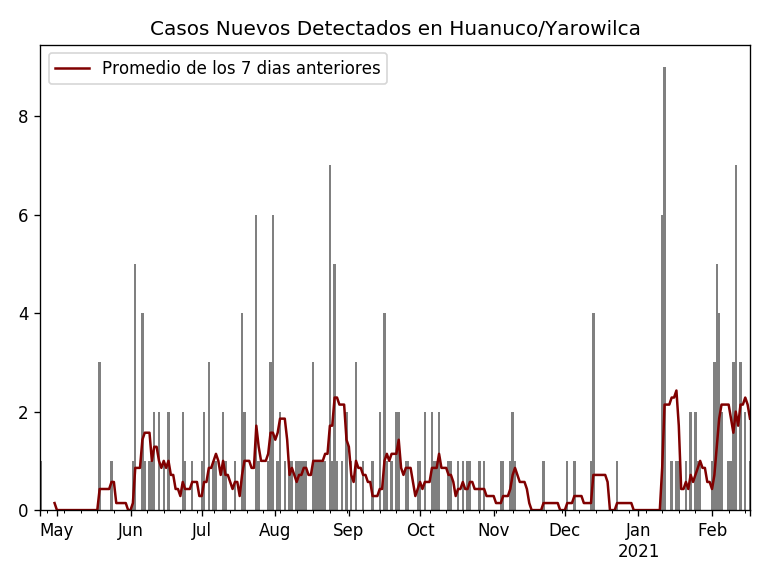 Casos Nuevos Detectados en Huanuco/Yarowilca
Promedio de los 7 dias anteriores
8
6
4
2
0
May Jun Jul Aug Sep Oct Nov Dec Jan Feb
2021